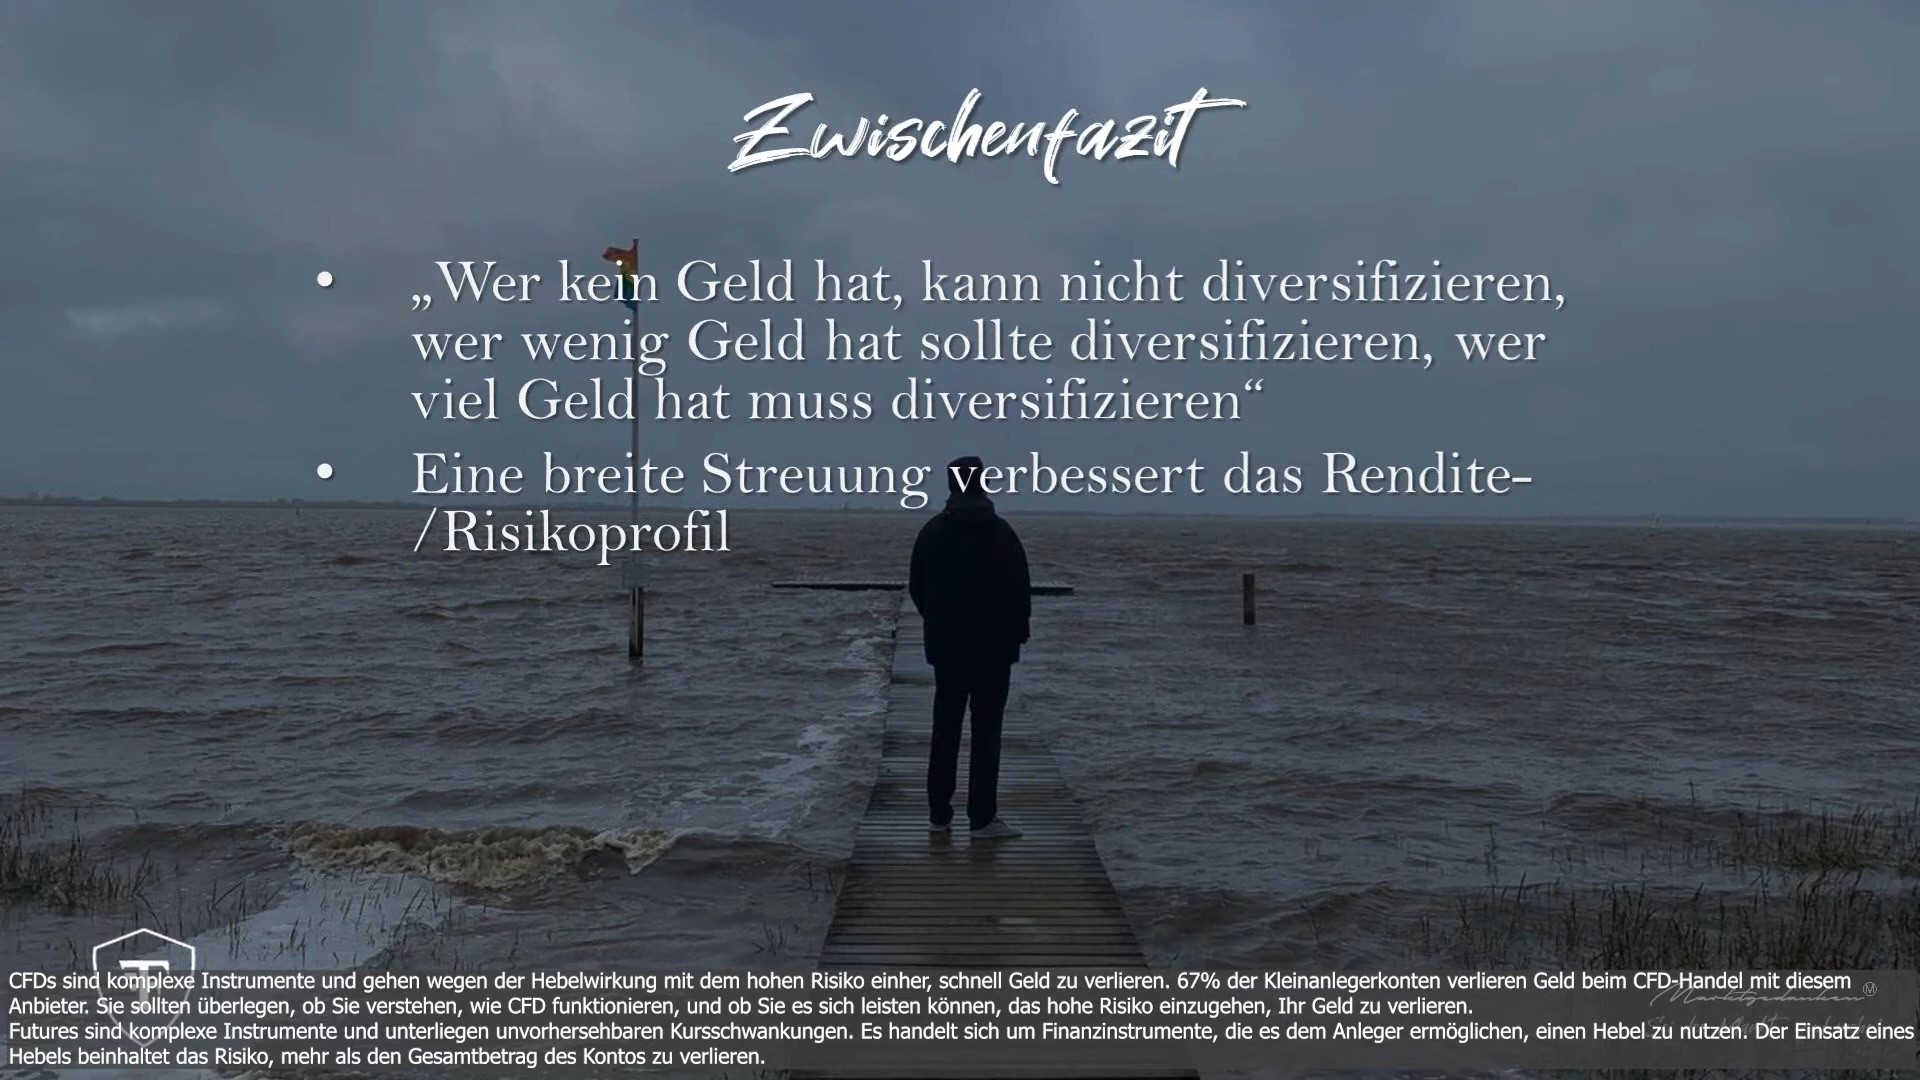 Zwischenfazit
• „Wer kein Geld hat, kann nicht diversifizieren,
wer wenig Geld hat sollte diversifizieren, wer
viel Geld hat muss diversifizieren“
• Eine breite Streuung verbessert das Rendite-
/Risikoprofil
CFDs sind komplexe Instrumente und gehen wegen der Hebelwirkung mit dem hohen Risiko einher, schnell Geld zu verlieren. 67% der Kleinanlegerkonten verlieren Geld beim CFD-Handel mit diesem
Anbieter. Sie sollten überlegen, ob Sie verstehen, wie CFD funktionieren, und ob Sie es sich leisten können, das hohe Risiko einzugehen, Ihr Geld zu verlieren.
Marktgedanken
Futures sind komplexe Instrumente und unterliegen unvorhersehbaren Kursschwankungen. Es handelt sich um Finanzinstrumente, die es dem Anleger ermöglichen, einen Hebel zu nutzen. Der Einsatz eines
Hebels beinhaltet das Risiko, mehr als den Gesamtbetrag des Kontos zu verlieren.